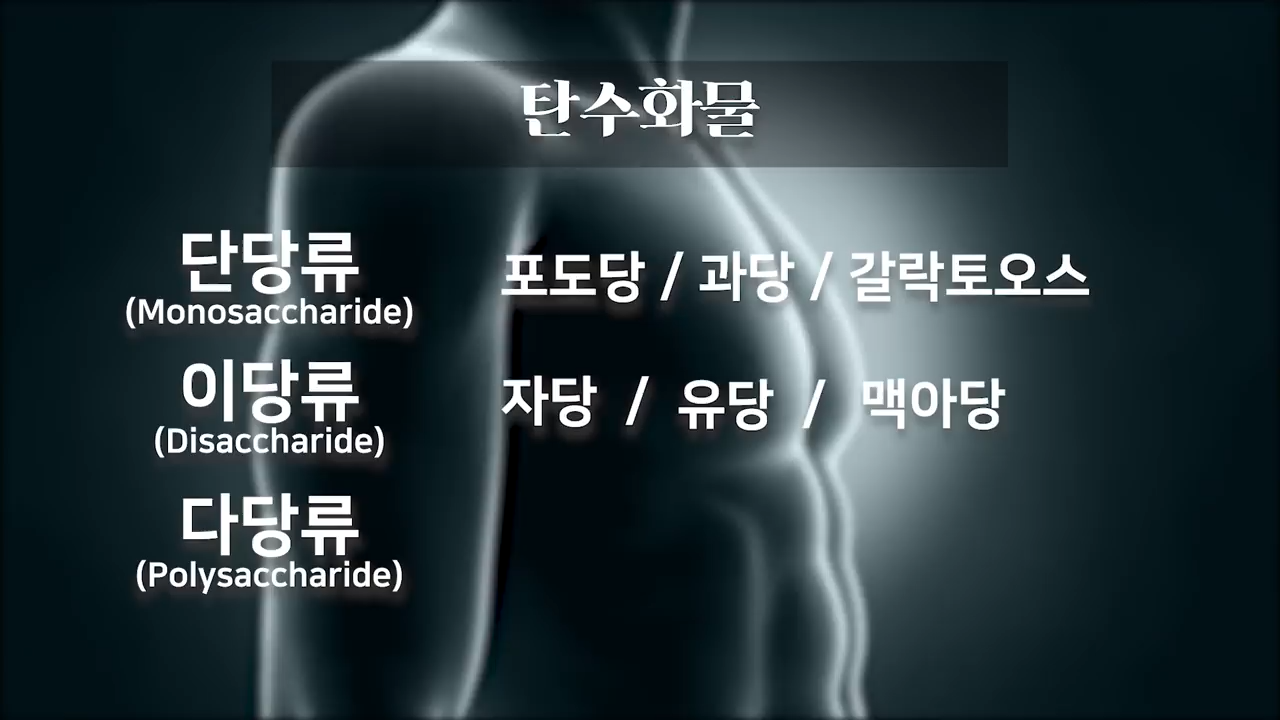 탄수화물
단당류
(Monosaccharide)
포도당 / 과당 / 갈락토오스
이당류
(Disaccharide)
자당 / 유당 / 맥아당
다당류
(Polysaccharide)